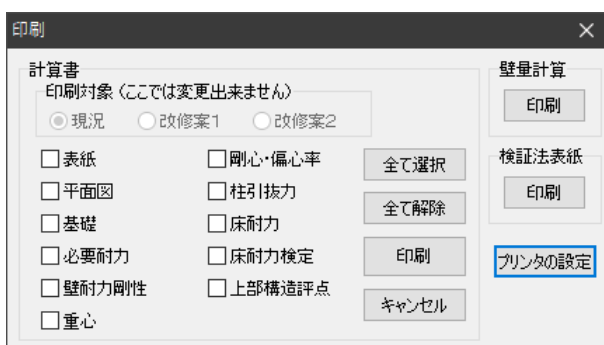 印刷
計算書
印刷対象（ここでは変更出来ません）
現況 改修案1 改修案2
表紙
平面図
基礎
必要耐力
壁耐力剛性
重心
剛心・偏心率
柱引抜力
床耐力
床耐力検定
上部構造評点
全て選択
全て解除
印刷
キャンセル
壁量計算
印刷
検証法表紙
印刷
プリンタの設定